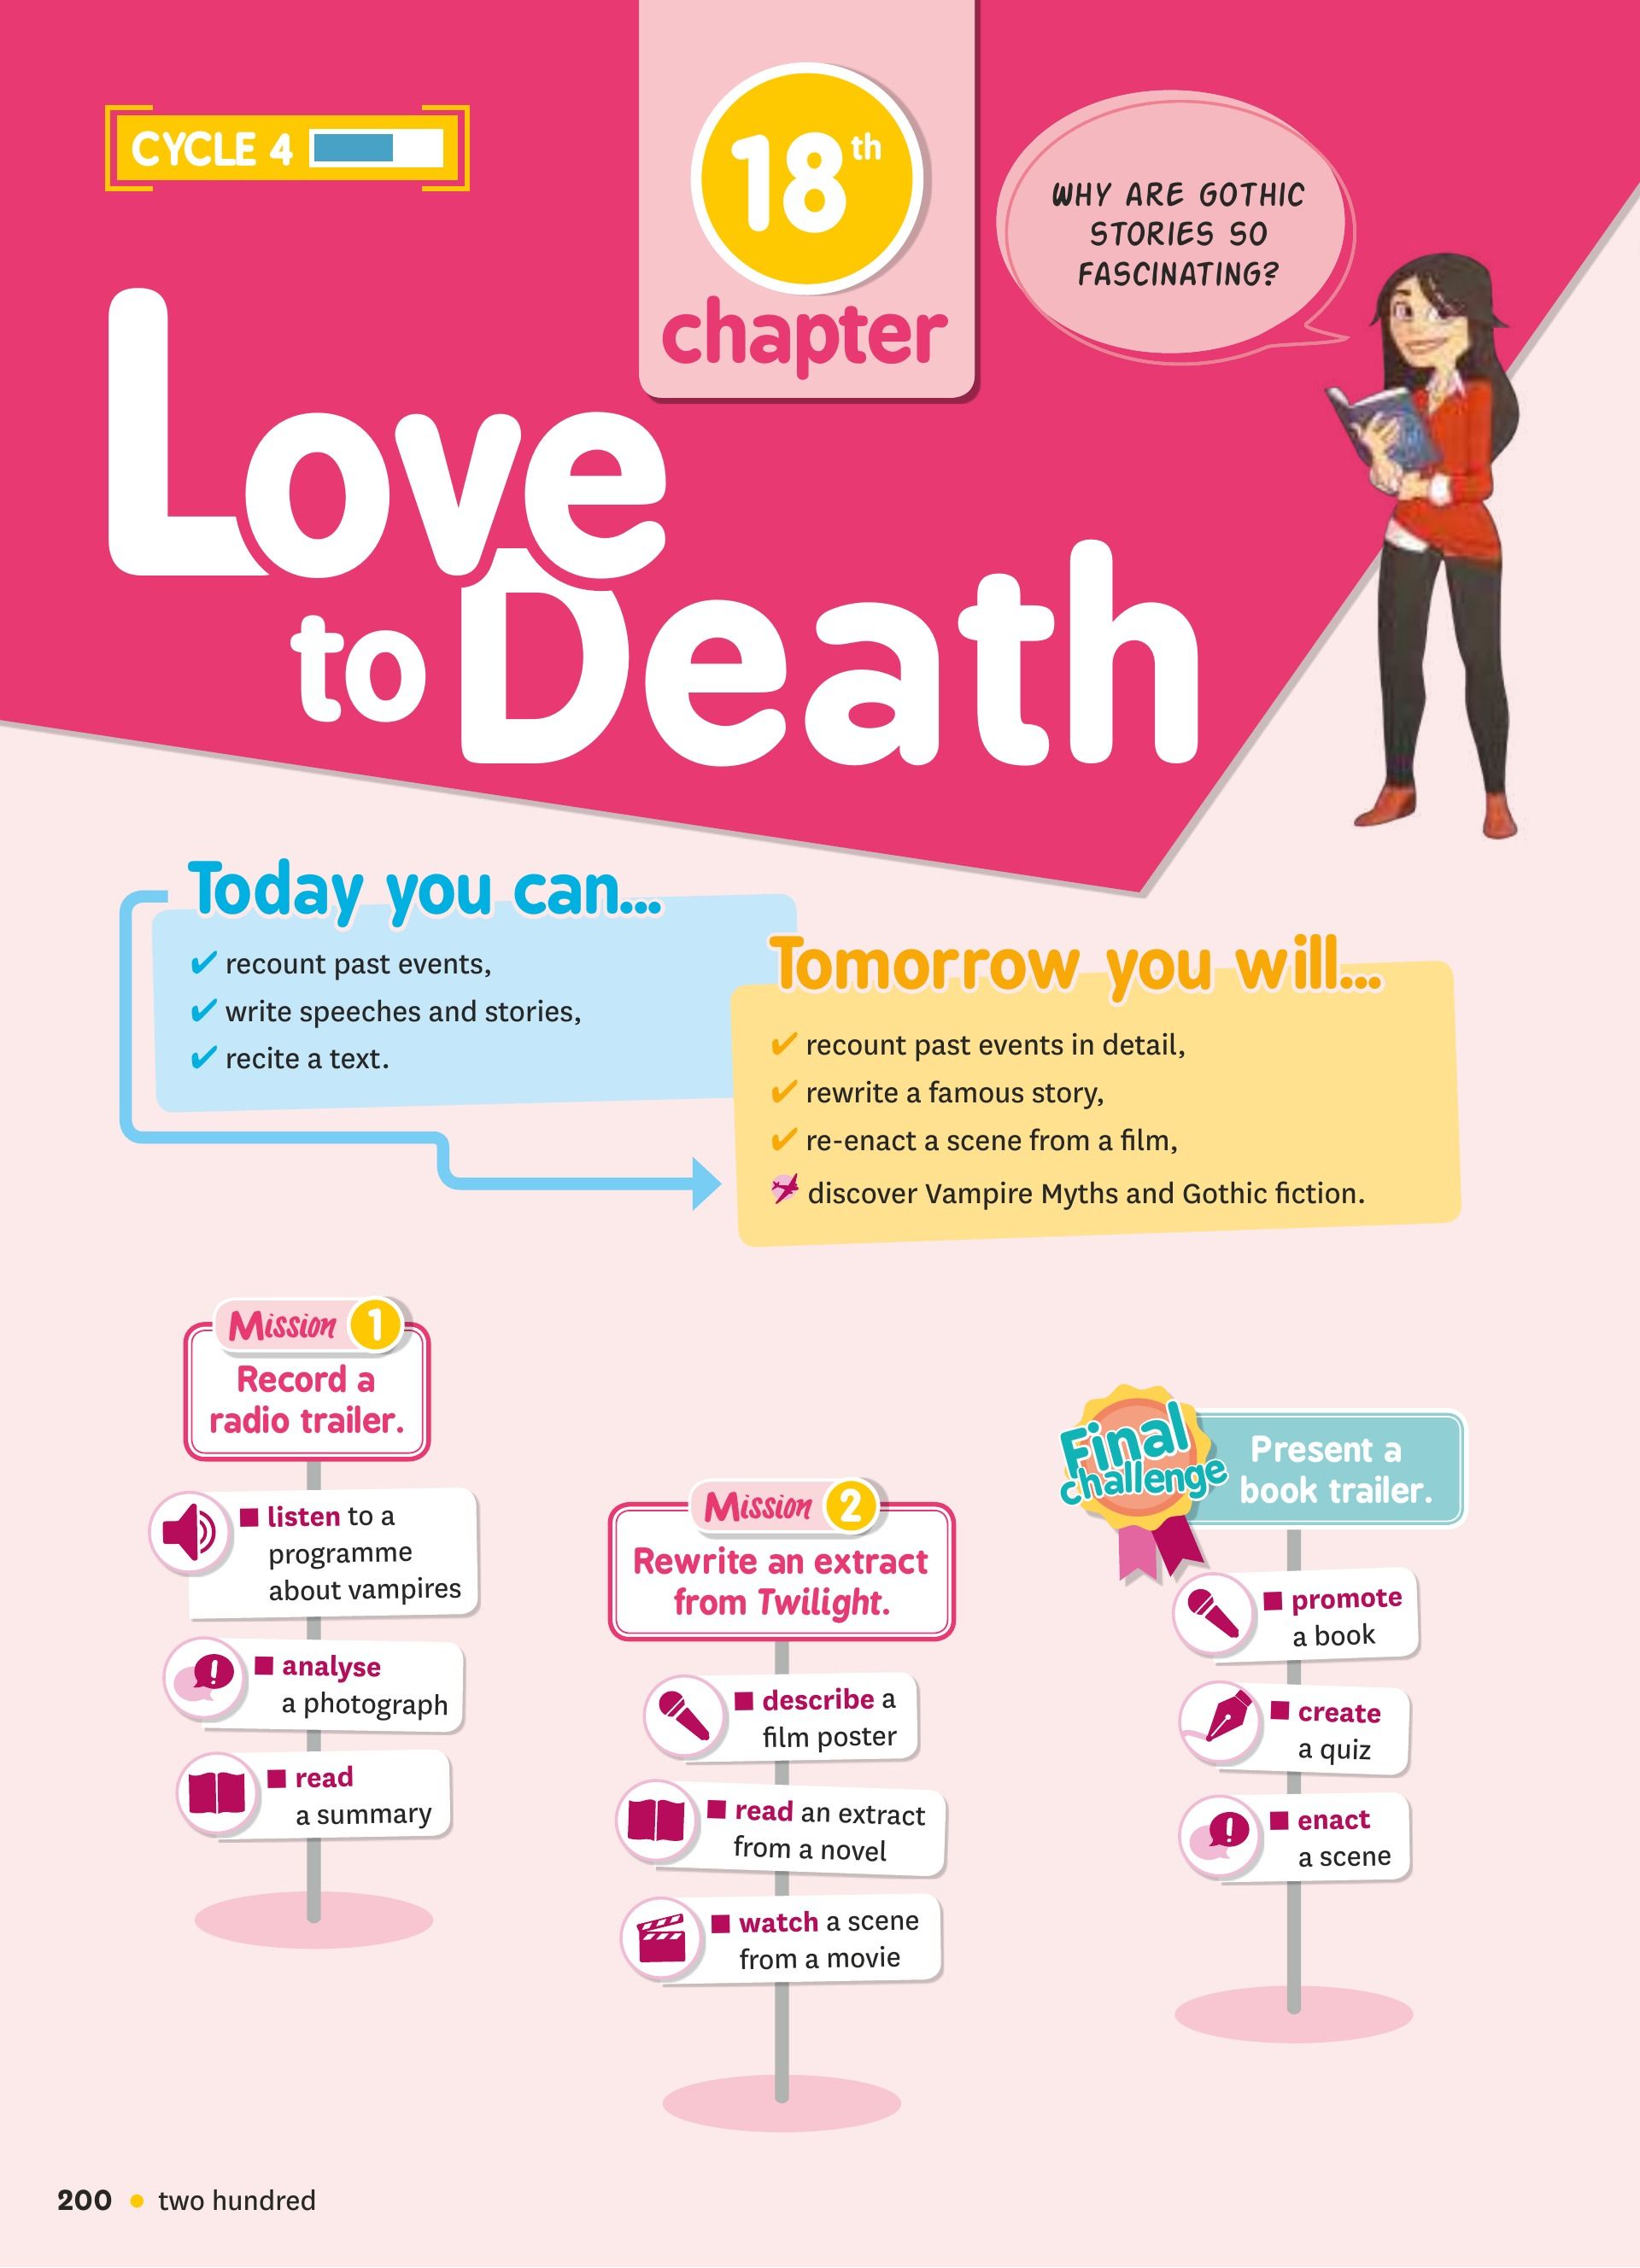 CYCLE 4
18th
chapter
WHY ARE GOTHIC
STORIES SO
FASCINATING?
Love
to Death
Today you can...
✔ recount past events,
✔ write speeches and stories,
✔ recite a text.
Tomorrow you will...
✔ recount past events in detail,
✔ rewrite a famous story,
✔ re-enact a scene from a film,
discover Vampire Myths and Gothic fiction.
Mission 1
Record a
radio trailer.
■ listen to a
programme
about vampires
■ analyse
a photograph
■ read
a summary
Mission 2
Rewrite an extract
from Twilight.
■ describe a
film poster
■ read an extract
from a novel
■ watch a scene
from a movie
Final
challenge
Present a
book trailer.
■ promote
a book
■ create
a quiz
■ enact
a scene
200 • two hundred